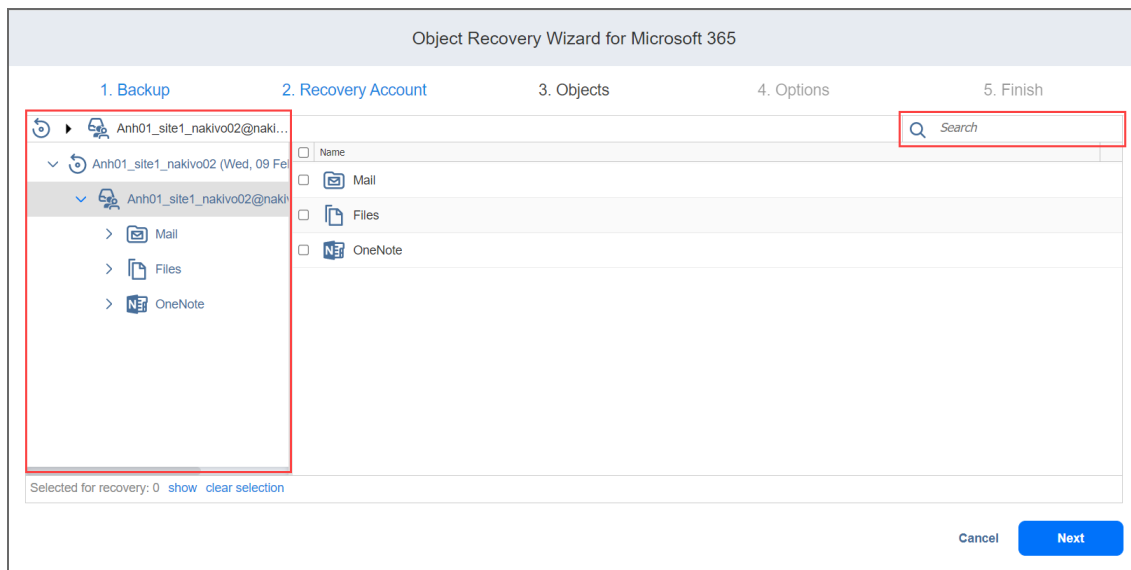 Object Recovery Wizard for Microsoft 365
1. Backup 2. Recovery Account 3. Objects 4. Options 5. Finish
Anh01_site1_nakivo02@naki...
Search
Anh01_site1_nakivo02 (Wed, 09 Fe
Anh01_site1_nakivo02@naki
Mail
Files
OneNote
Name
Mail
Files
OneNote
Selected for recovery: 0 show clear selection
Cancel Next